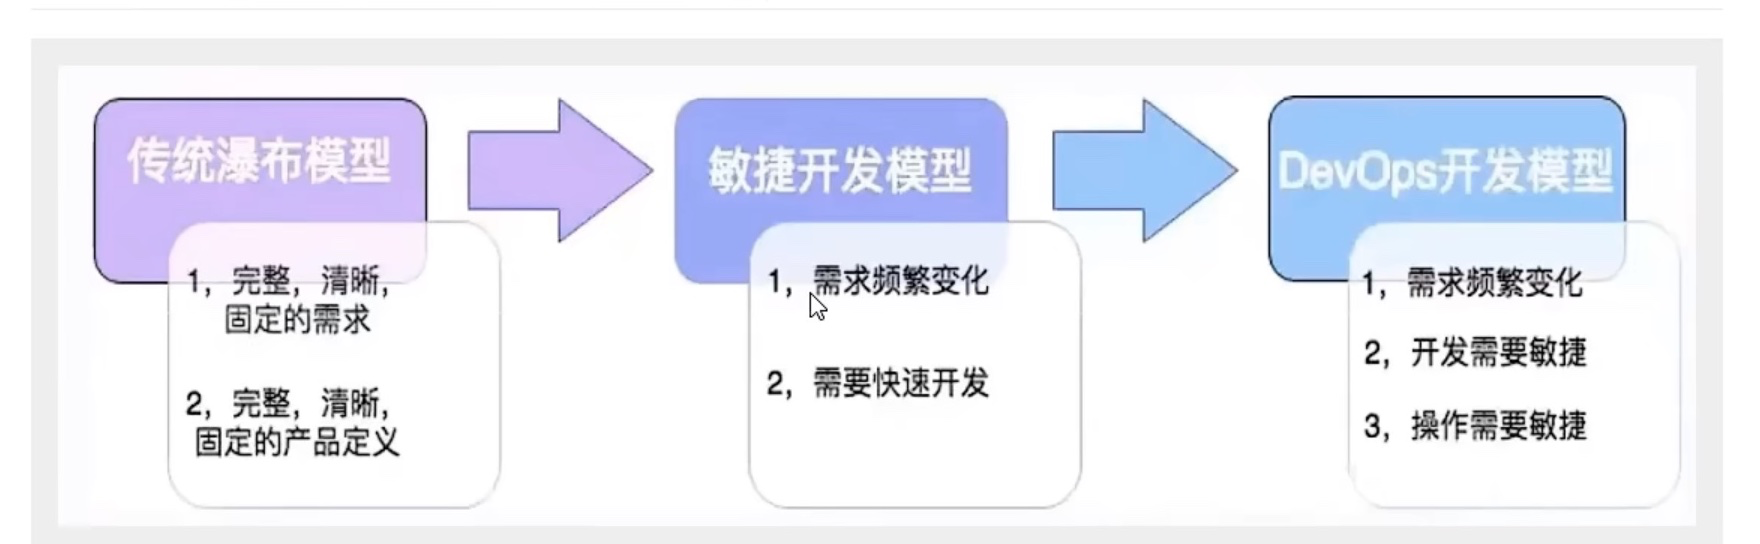 传统瀑布模型
1，完整，清晰，
固定的需求
2，完整，清晰，
固定的产品定义
敏捷开发模型
1，需求频繁变化
2，需要快速开发
DevOps开发模型
1，需求频繁变化
2，开发需要敏捷
3，操作需要敏捷